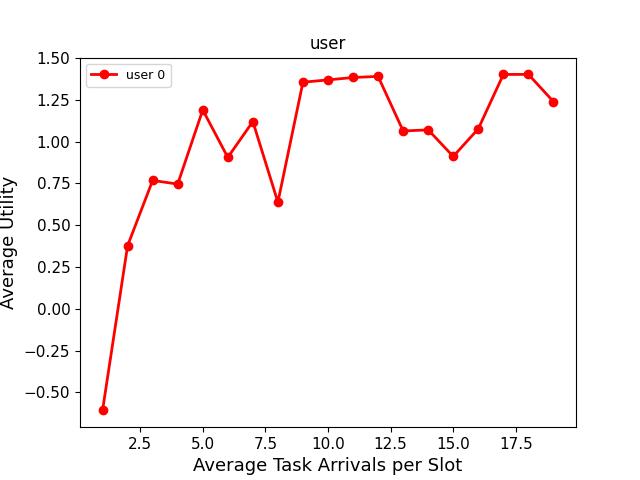 user
user 0
1.50
1.25
1.00
0.75
0.50
0.25
0.00
−0.25
−0.50
Average Utility
2.5 5.0 7.5 10.0 12.5 15.0 17.5
Average Task Arrivals per Slot